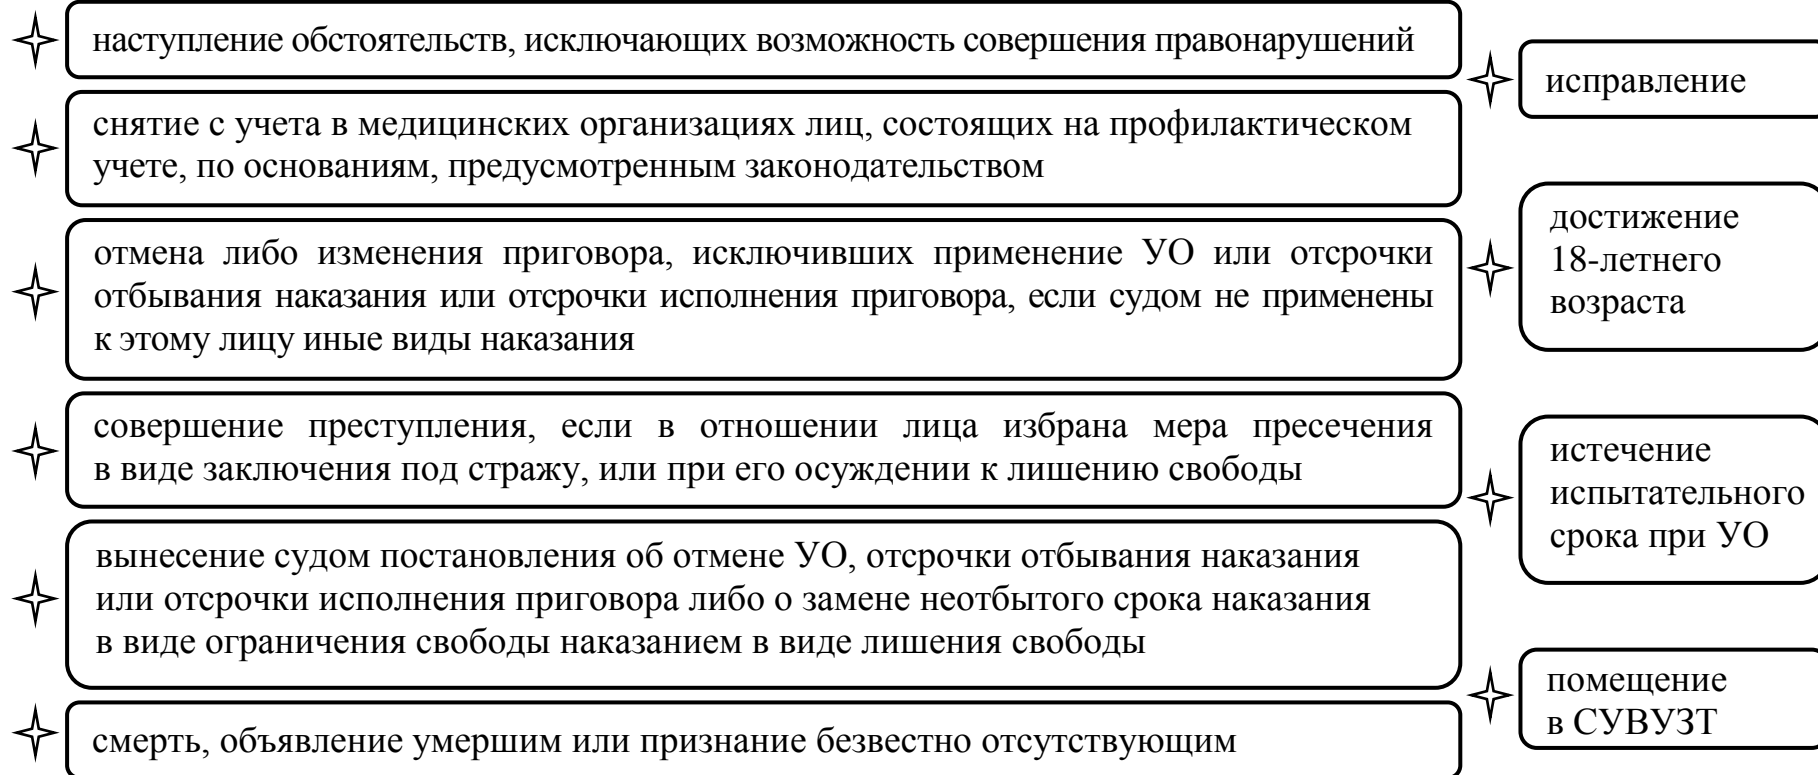 наступление обстоятельств, исключающих возможность совершения правонарушений
снятие с учета в медицинских организациях лиц, состоящих на профилактическом
учете, по основаниям, предусмотренным законодательством
отмена либо изменения приговора, исключивших применение УО или отсрочки
отбывания наказания или отсрочки исполнения приговора, если судом не применены
к этому лицу иные виды наказания
совершение преступления, если в отношении лица избрана мера пресечения
в виде заключения под стражу, или при его осуждении к лишению свободы
вынесение судом постановления об отмене УО, отсрочки отбывания наказания
или отсрочки исполнения приговора либо о замене неотбытого срока наказания
в виде ограничения свободы наказанием в виде лишения свободы
смерть, объявление умершим или признание безвестно отсутствующим
исправление
достижение
18-летнего
возраста
истечение
испытательного
срока при УО
помещение
в СУВУЗТ